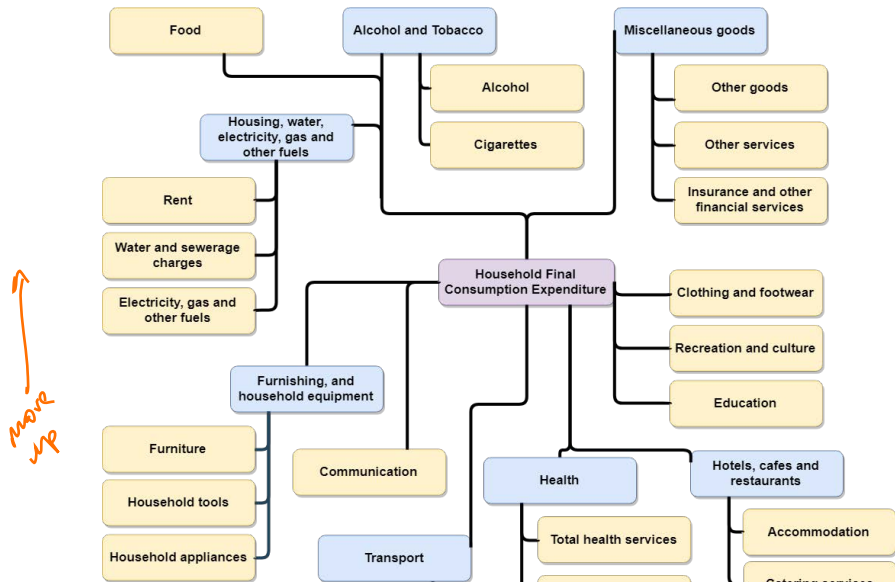 Food
Alcohol and Tobacco
Miscellaneous goods
Alcohol
Other goods
Housing, water,
electricity, gas and
other fuels
Cigarettes
Other services
Rent
Insurance and other
financial services
Water and sewerage
charges
Household Final
Consumption Expenditure
Clothing and footwear
Electricity, gas and
other fuels
Recreation and culture
Furnishing, and
household equipment
Education
move
up
Furniture
Communication
Health
Hotels, cafes and
restaurants
Household tools
Total health services
Accommodation
Household appliances
Transport
Catering services